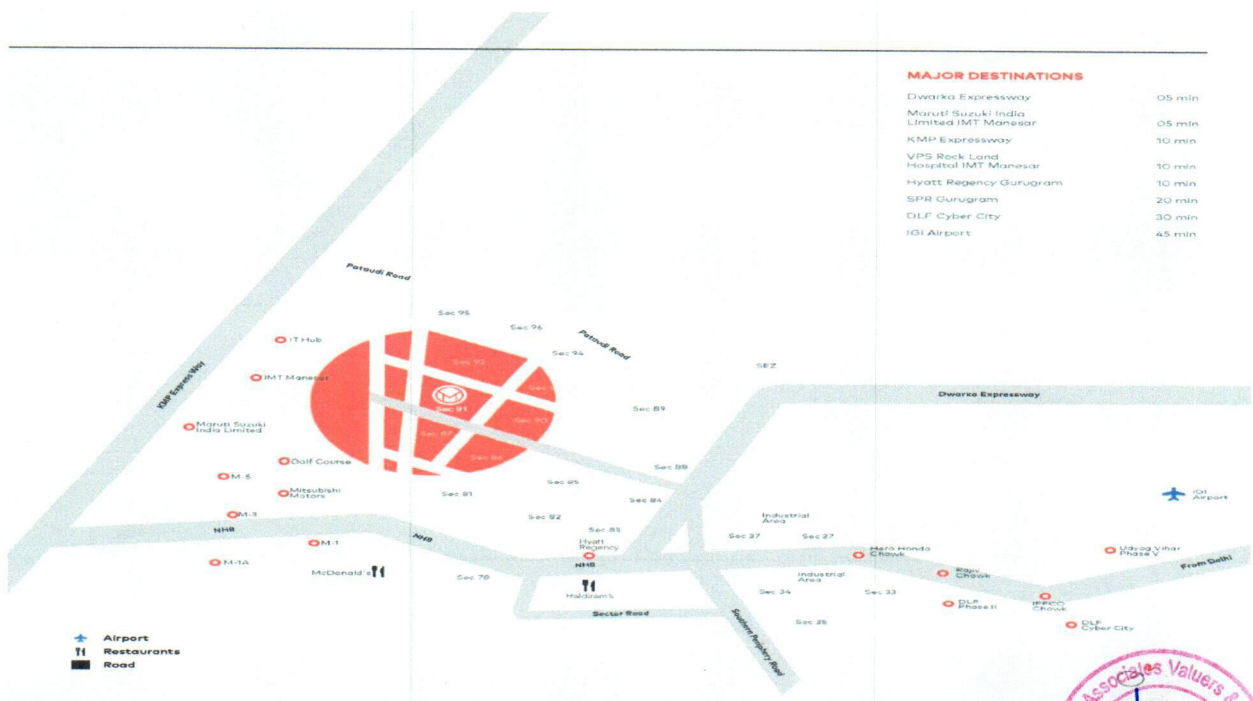 MAJOR DESTINATIONS
Dwarka Expressway 05 min
Maruti Suzuki India
Limited IMT Manesar 05 min
KMP Expressway 10 min
VPS Rock Land
Hospital IMT Manesar 10 min
Hyatt Regency Gurugram 10 min
SPR Gurugram 20 min
DLF Cyber City 30 min
IGI Airport 45 min
Pataudi Road
Sec 95
Sec 96
Pataudi Road
IT Hub
Sec 94
Sec 92
SEZ
KMP Express Way
IMT Manesar
Dwarka Expressway
Sec 91
Sec 89
Maruti Suzuki
India Limited
Sec 90
Sec 87
Golf Course
Sec 86
Sec 88
M-5
Sec 85
Mitsubishi
Motors
Sec 81
Sec 84
IGI
Airport
M-3
Sec 82
Industrial
Area
NH8
Sec 83
M-1
NH8
Hyatt
Regency
Sec 37
Sec 37
Hero Honda
Chowk
Udyog Vihar
Phase V
M-1A
McDonald's
Sec 78
NH8
Industrial
Area
Rajiv
Chowk
From Delhi
Haldiram's
Sec 34
Sec 33
DLF
Phase II
IFFCO
Chowk
Sector Road
Southern Periphery Road
DLF
Cyber City
Airport
Restaurants
Road
Associates Valuers &